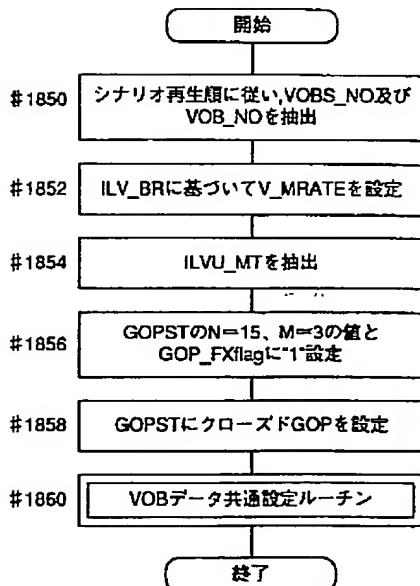 開始
#1850
シナリオ再生順に従い,VOBS_NO及び
VOB_NOを抽出
#1852
ILV_BRに基づいてV_MRATEを設定
#1854
ILVU_MTを抽出
#1856
GOPSTのN=15、M=3の値と
GOP_FXflagに"1"設定
#1858
GOPSTにクローズドGOPを設定
#1860
VOBデータ共通設定ルーチン
終了